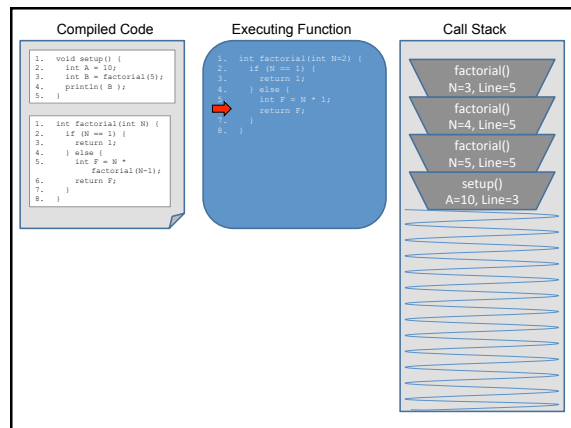 Compiled Code
1. void setup() {
2. int A = 10;
3. int B = factorial(5);
4. println( B );
5. }
1. int factorial(int N) {
2. if (N == 1) {
3. return 1;
4. } else {
5. int F = N *
factorial(N-1);
6. return F;
7. }
8. }
Executing Function
1. int factorial(int N=2) {
2. if (N == 1) {
3. return 1;
4. } else {
5. int F = N * 1;
return F;
7. }
8. }
Call Stack
factorial()
N=3, Line=5
factorial()
N=4, Line=5
factorial()
N=5, Line=5
setup()
A=10, Line=3